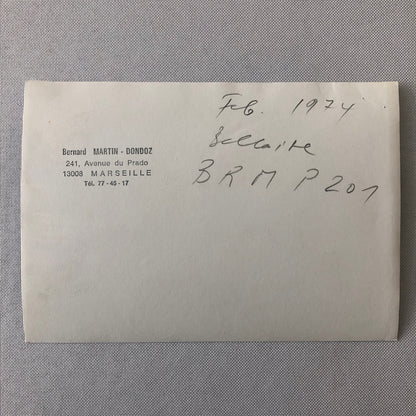 Feb. 1974
Bellaire
BRM P201
Bernard MARTIN - DONDOZ
241, Avenue du Prado
13008 MARSEILLE
Tél. 77-45-17